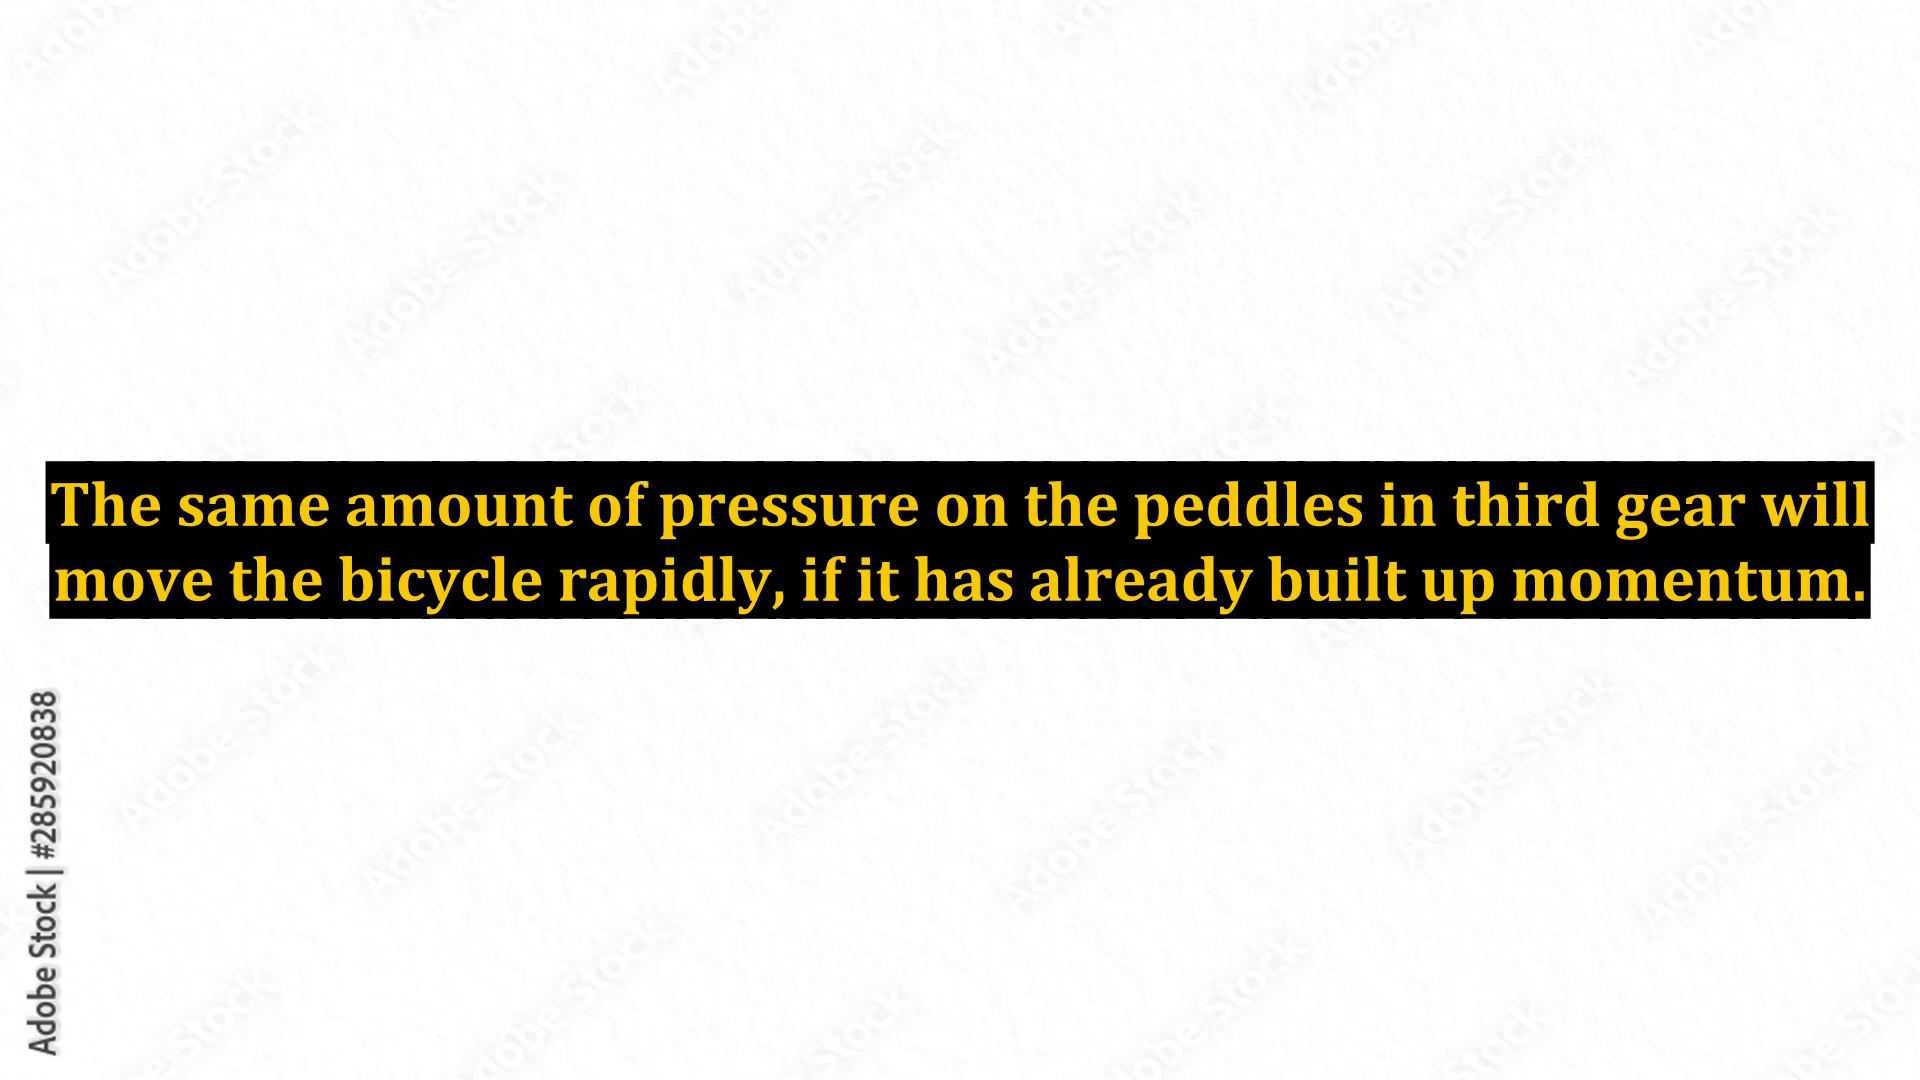 The same amount of pressure on the peddles in third gear will
move the bicycle rapidly, if it has already built up momentum.
Adobe Stock | #285920838